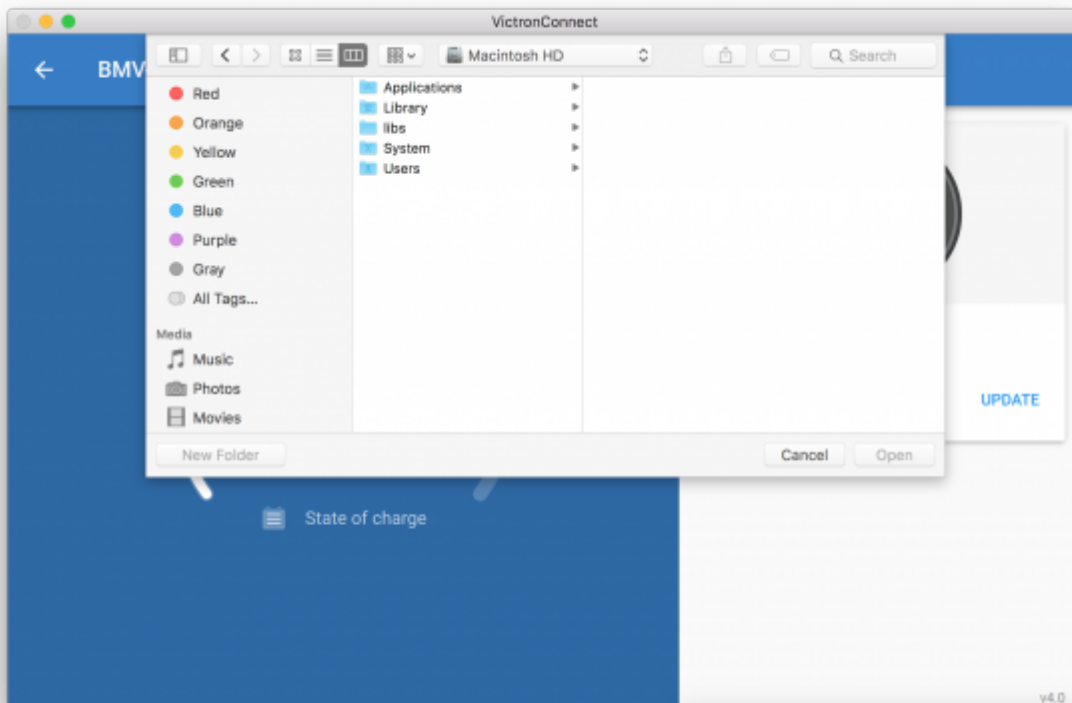 VictronConnect
BMV
Macintosh HD
Search
Red
Orange
Yellow
Green
Blue
Purple
Gray
All Tags...
Media
Music
Photos
Movies
Applications
Library
libs
System
Users
UPDATE
New Folder
Cancel
Open
State of charge
v4.0